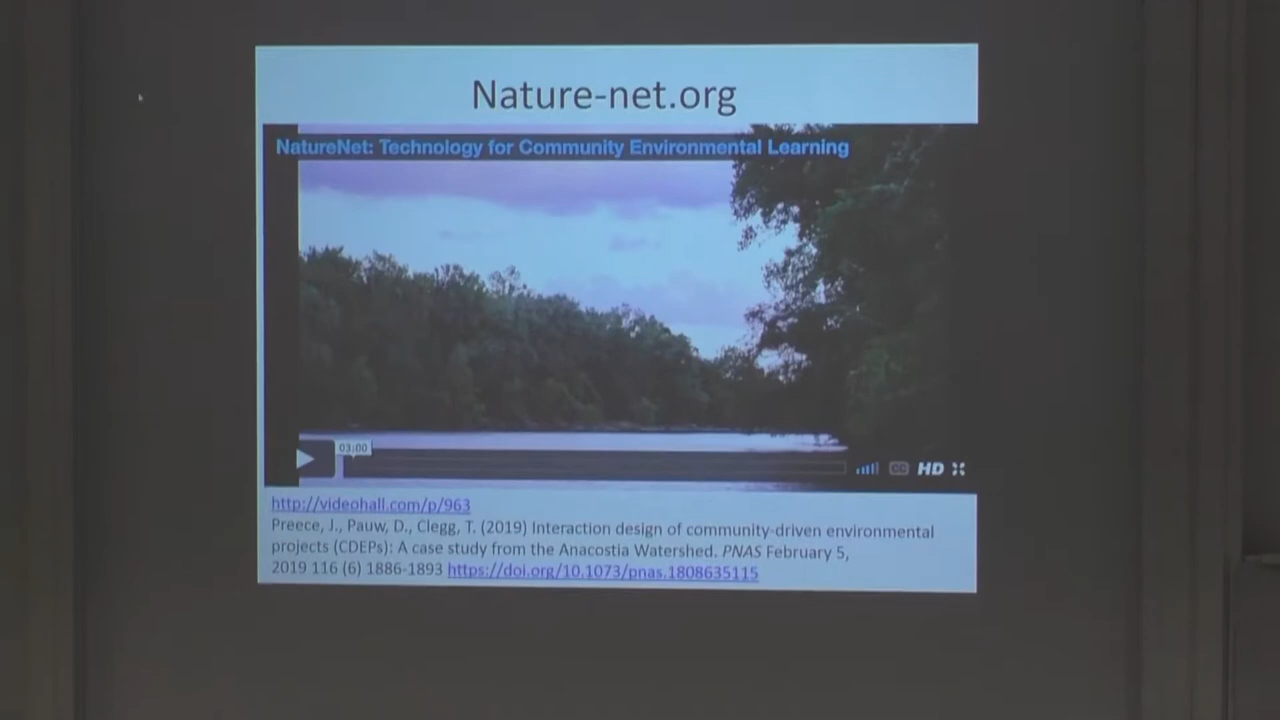 Nature-net.org
NatureNet: Technology for Community Environmental Learning
03:00
CC HD
http://videohall.com/p/963
Preece, J., Pauw, D., Clegg, T. (2019) Interaction design of community-driven environmental
projects (CDEPs): A case study from the Anacostia Watershed. PNAS February 5,
2019 116 (6) 1886-1893 https://doi.org/10.1073/pnas.1808635115